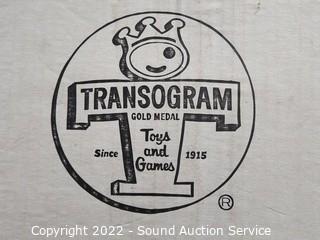 TRANSOGRAM
GOLD MEDAL
Toys
and
Since Games 1915
®
Copyright 2022 - Sound Auction Service